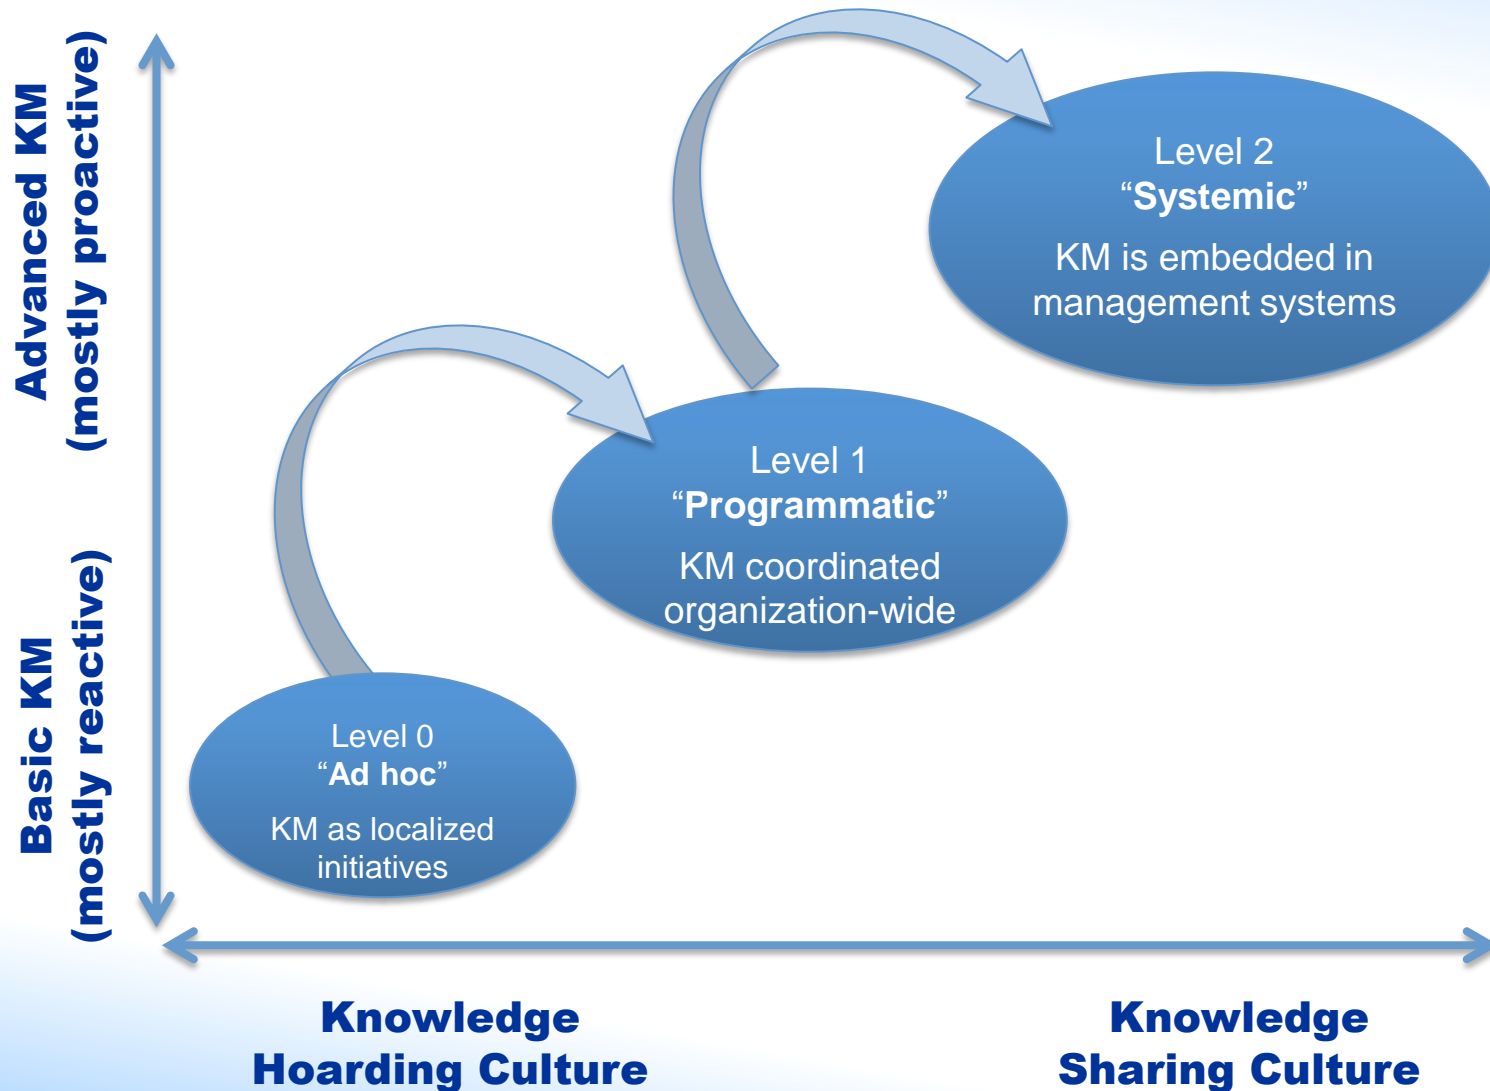 Advanced KM
(mostly proactive)
Basic KM
(mostly reactive)
Level 2
“Systemic”
KM is embedded in
management systems
Level 1
“Programmatic”
KM coordinated
organization-wide
Level 0
“Ad hoc”
KM as localized
initiatives
Knowledge
Hoarding Culture
Knowledge
Sharing Culture